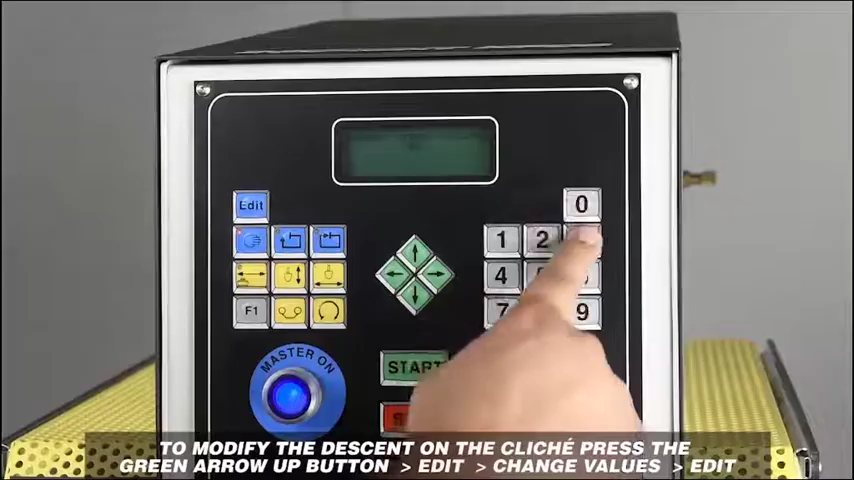 0
Edit
1 2
4
F1
7 9
MASTER ON
START
TO MODIFY THE DESCENT ON THE CLICHÉ PRESS THE
GREEN ARROW UP BUTTON > EDIT > CHANGE VALUES > EDIT